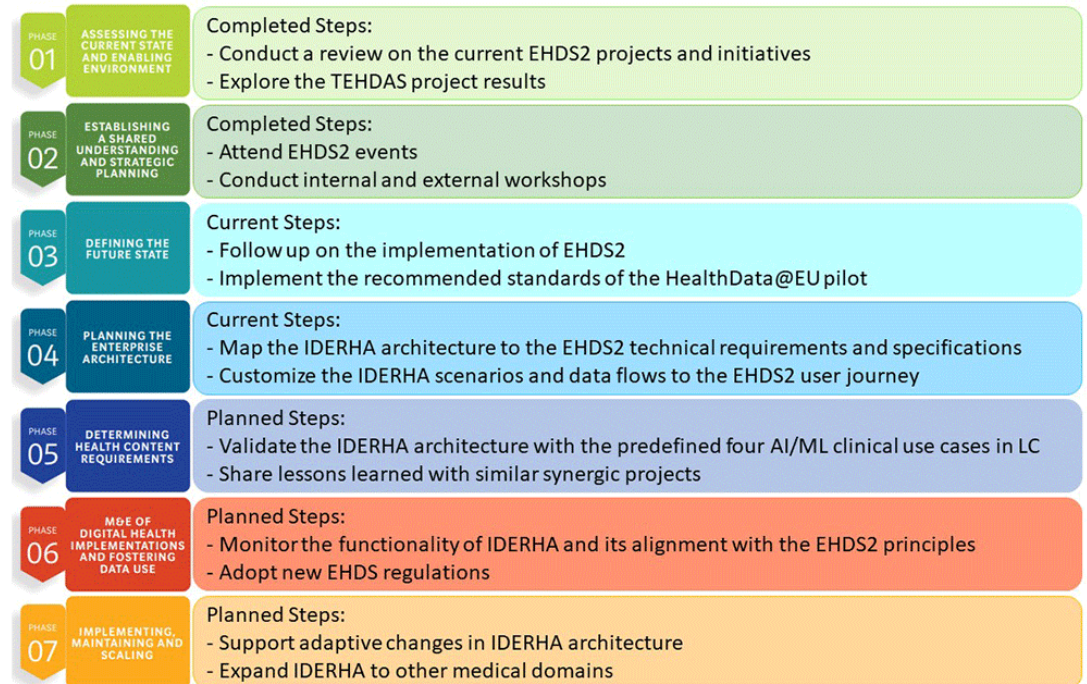 PHASE
01
ASSESSING THE
CURRENT STATE
AND ENABLING
ENVIRONMENT
Completed Steps:
- Conduct a review on the current EHDS2 projects and initiatives
- Explore the TEHDAS project results
PHASE
02
ESTABLISHING
A SHARED
UNDERSTANDING
AND STRATEGIC
PLANNING
Completed Steps:
- Attend EHDS2 events
- Conduct internal and external workshops
PHASE
03
DEFINING THE
FUTURE STATE
Current Steps:
- Follow up on the implementation of EHDS2
- Implement the recommended standards of the HealthData@EU pilot
PHASE
04
PLANNING THE
ENTERPRISE
ARCHITECTURE
Current Steps:
- Map the IDERHA architecture to the EHDS2 technical requirements and specifications
- Customize the IDERHA scenarios and data flows to the EHDS2 user journey
PHASE
05
DETERMINING
HEALTH CONTENT
REQUIREMENTS
Planned Steps:
- Validate the IDERHA architecture with the predefined four AI/ML clinical use cases in LC
- Share lessons learned with similar synergic projects
PHASE
06
M&E OF
DIGITAL HEALTH
IMPLEMENTATIONS
AND FOSTERING
DATA USE
Planned Steps:
- Monitor the functionality of IDERHA and its alignment with the EHDS2 principles
- Adopt new EHDS regulations
PHASE
07
IMPLEMENTING,
MAINTAINING AND
SCALING
Planned Steps:
- Support adaptive changes in IDERHA architecture
- Expand IDERHA to other medical domains